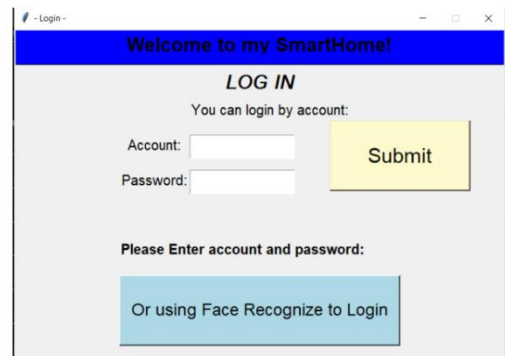 - Login -
Welcome to my SmartHome!
LOG IN
You can login by account:
Account:
Submit
Password:
Please Enter account and password:
Or using Face Recognize to Login